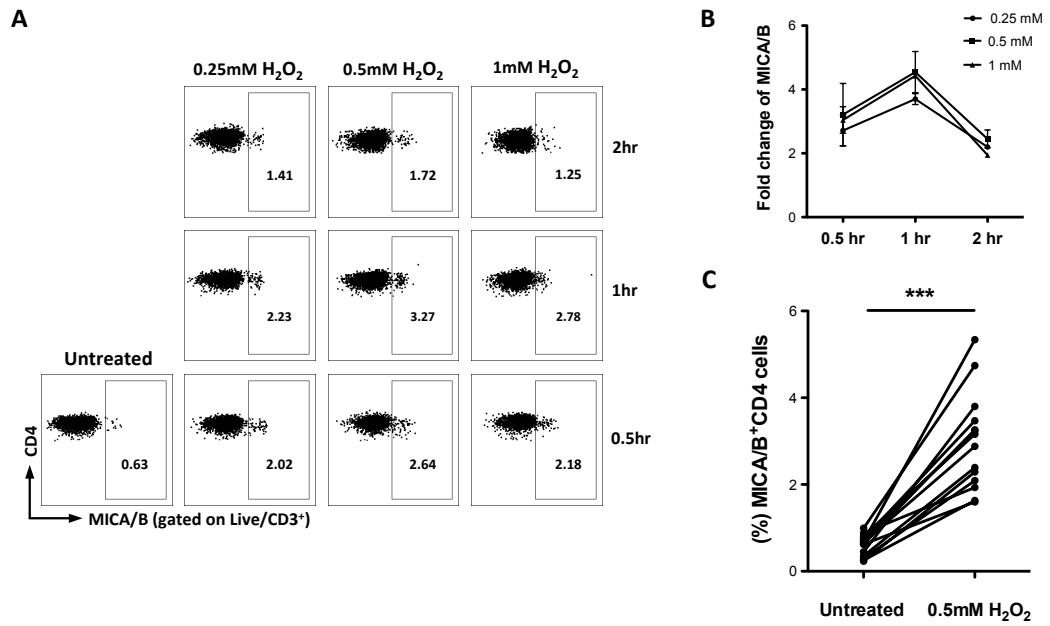 A
0.25mM H₂O₂ 0.5mM H₂O₂ 1mM H₂O₂
1.41 1.72 1.25 2hr
2.23 3.27 2.78 1hr
Untreated
0.63 2.02 2.64 2.18 0.5hr
CD4
MICA/B (gated on Live/CD3⁺)
B
Fold change of MICA/B
6
4
2
0
0.5 hr 1 hr 2 hr
0.25 mM
0.5 mM
1 mM
C
(%) MICA/B⁺CD4 cells
6
4
2
0
***
Untreated 0.5mM H₂O₂